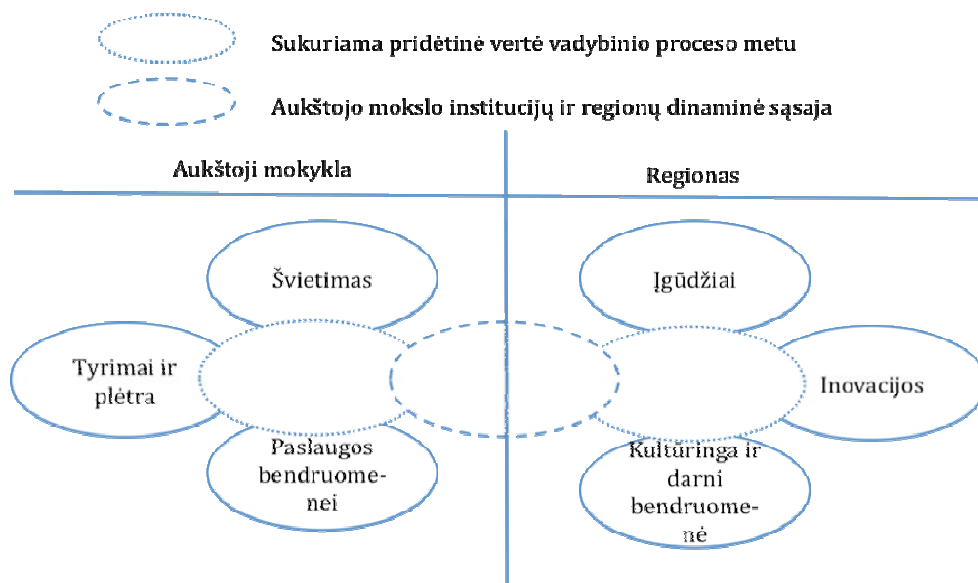 Sukuriama pridėtinė vertė vadybinio proceso metu
Aukštojo mokslo institucijų ir regionų dinaminė sąsaja
Aukštoji mokykla
Regionas
Švietimas
Įgūdžiai
Tyrimai ir
plėtra
Inovacijos
Paslaugos
bendruome-
nei
Kultūringa ir
darni
bendruome-
nė